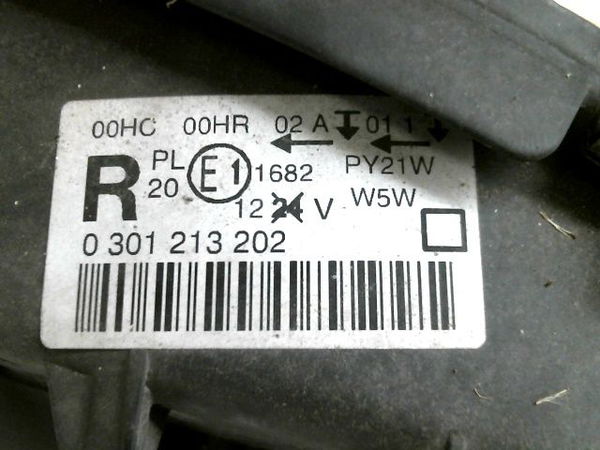 00HC 00HR 02 A 01 1
R PL 20 E1 1682 PY21W
12 24 V W5W
0 301 213 202